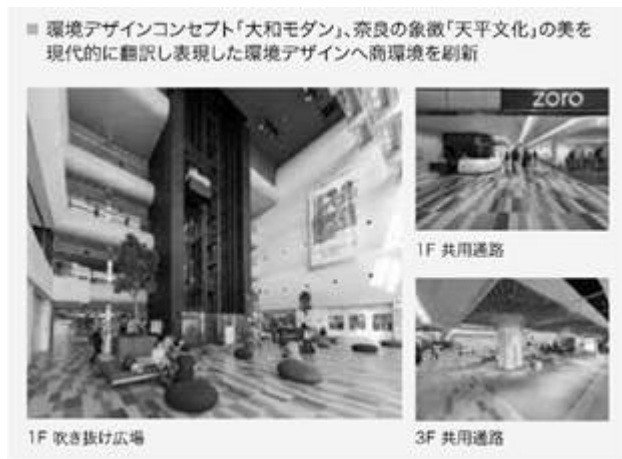 ■ 環境デザインコンセプト「大和モダン」、奈良の象徴「天平文化」の美を
現代的に翻訳し表現した環境デザインへ商環境を刷新
zoro
1F 共用通路
1F 吹き抜け広場
3F 共用通路